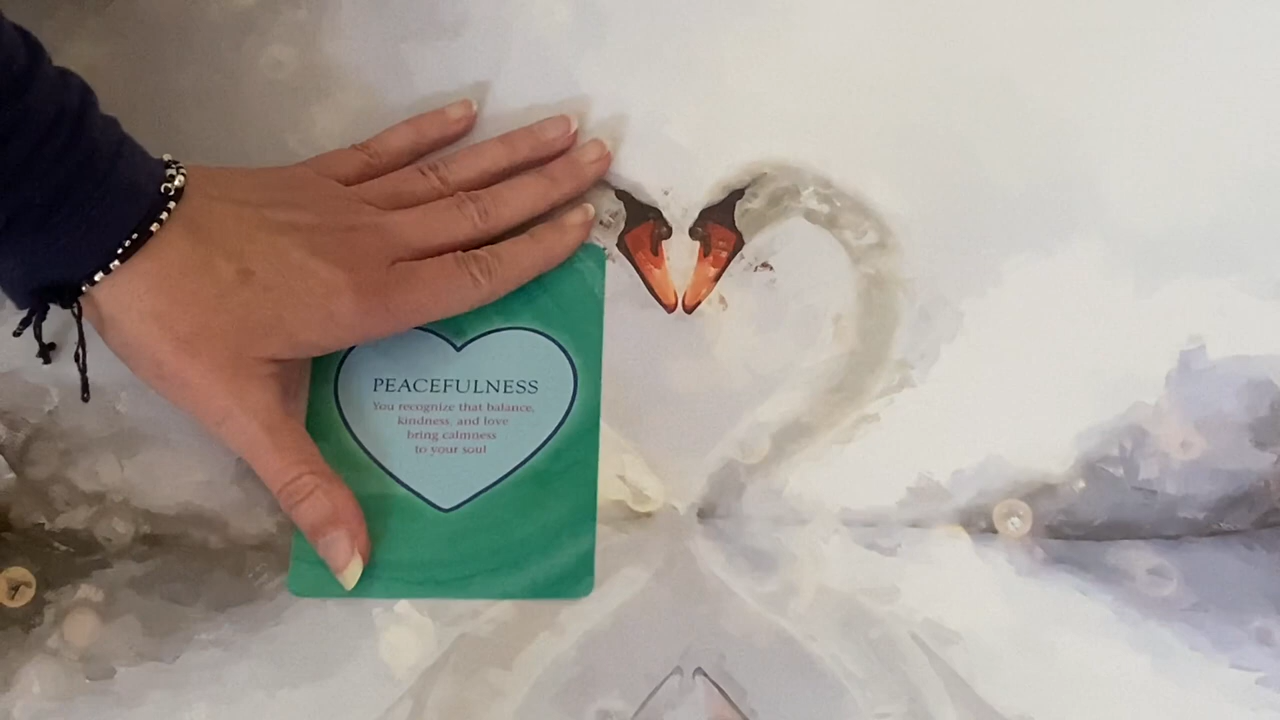 PEACEFULNESS
You recognize that balance,
kindness, and love
bring calmness
to your soul